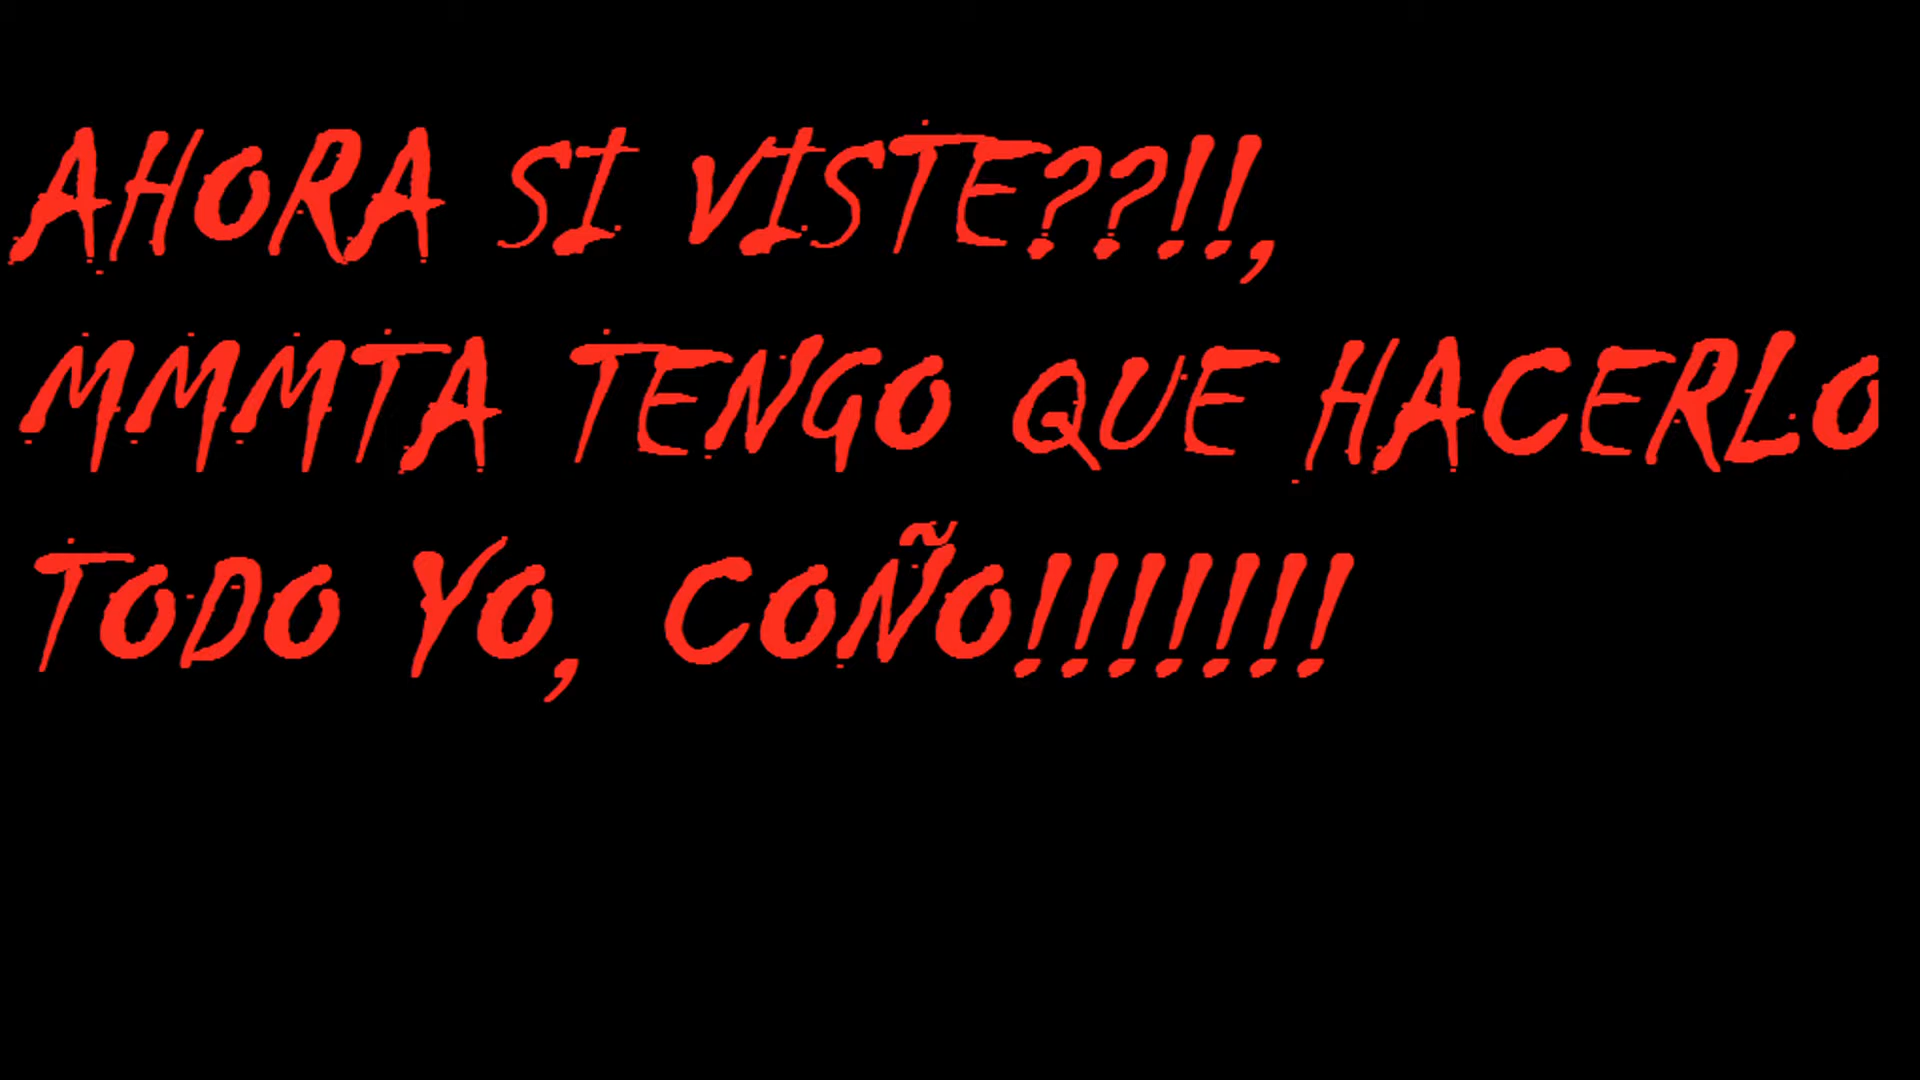 AHORA SI VISTE??!!,
MMMTA TENGO QUE HACERLO
TODO YO, COÑO!!!!!!!